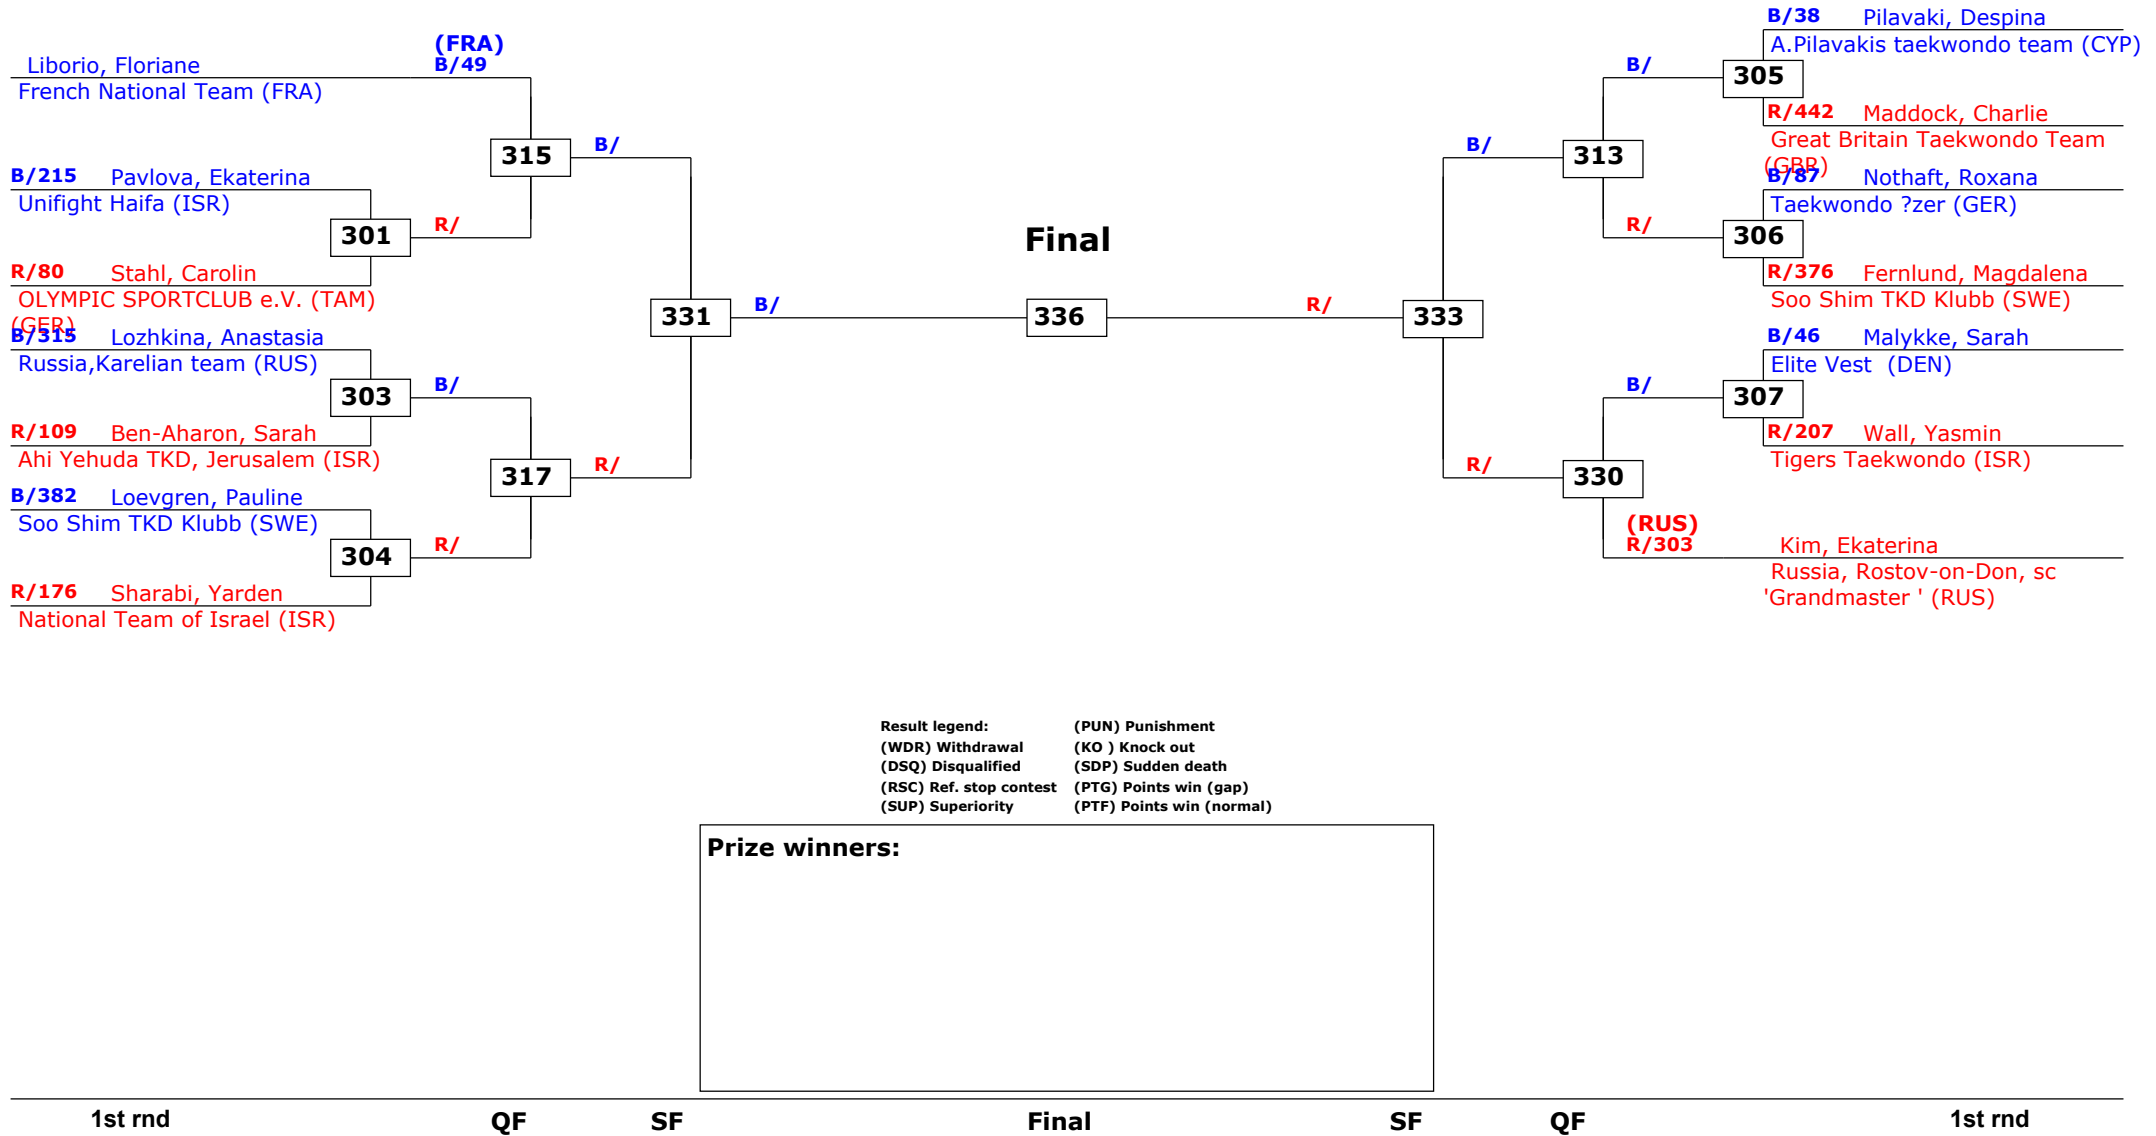 (FRA)
Liborio, Floriane B/49
French National Team (FRA)
315 B/
B/215 Pavlova, Ekaterina
Unifight Haifa (ISR)
301 R/
R/80 Stahl, Carolin
OLYMPIC SPORTCLUB e.V. (TAM)
(GER)
331 B/
B/315 Lozhkina, Anastasia
Russia,Karelian team (RUS)
303 B/
R/109 Ben-Aharon, Sarah
Ahi Yehuda TKD, Jerusalem (ISR)
317 R/
B/382 Loevgren, Pauline
Soo Shim TKD Klubb (SWE)
304 R/
R/176 Sharabi, Yarden
National Team of Israel (ISR)
Final
336
B/38 Pilavaki, Despina
A.Pilavakis taekwondo team (CYP)
B/ 305
R/442 Maddock, Charlie
Great Britain Taekwondo Team
(GBR)
B/ 313
B/87 Nothaft, Roxana
Taekwondo ?zer (GER)
R/ 306
R/376 Fernlund, Magdalena
Soo Shim TKD Klubb (SWE)
R/ 333
B/46 Malykke, Sarah
Elite Vest (DEN)
B/ 307
R/207 Wall, Yasmin
Tigers Taekwondo (ISR)
R/ 330
(RUS)
R/303 Kim, Ekaterina
Russia, Rostov-on-Don, sc
'Grandmaster ' (RUS)
Result legend: (PUN) Punishment
(WDR) Withdrawal (KO ) Knock out
(DSQ) Disqualified (SDP) Sudden death
(RSC) Ref. stop contest (PTG) Points win (gap)
(SUP) Superiority (PTF) Points win (normal)
Prize winners:
1st rnd QF SF Final SF QF 1st rnd